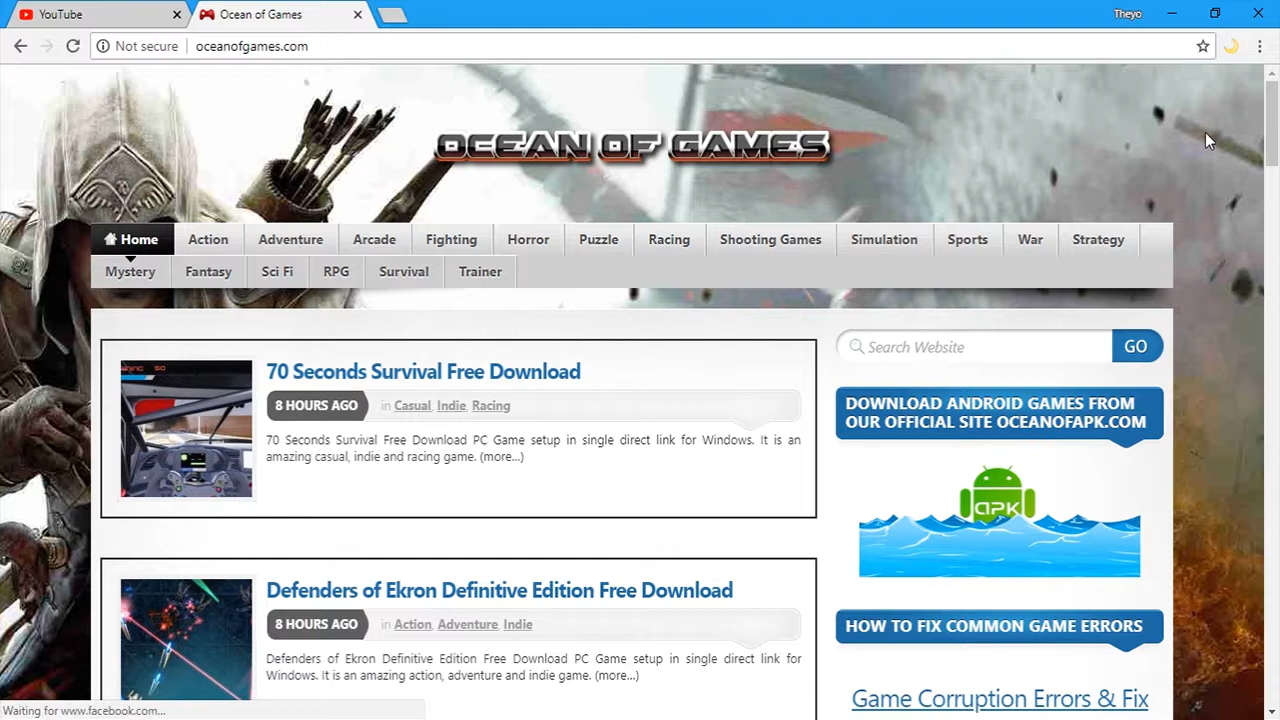 YouTube
Ocean of Games
Theyo
Not secure
oceanofgames.com
OCEAN OF GAMES
Home Action Adventure Arcade Fighting Horror Puzzle Racing Shooting Games Simulation Sports War Strategy
Mystery Fantasy Sci Fi RPG Survival Trainer
70 Seconds Survival Free Download
8 HOURS AGO in Casual, Indie, Racing
70 Seconds Survival Free Download PC Game setup in single direct link for Windows. It is an
amazing casual, indie and racing game. (more...)
Defenders of Ekron Definitive Edition Free Download
8 HOURS AGO in Action, Adventure, Indie
Defenders of Ekron Definitive Edition Free Download PC Game setup in single direct link for
Windows. It is an amazing action, adventure and indie game. (more...)
Search Website GO
DOWNLOAD ANDROID GAMES FROM
OUR OFFICIAL SITE OCEANOFAPK.COM
APK
HOW TO FIX COMMON GAME ERRORS
Game Corruption Errors & Fix
Waiting for www.facebook.com...